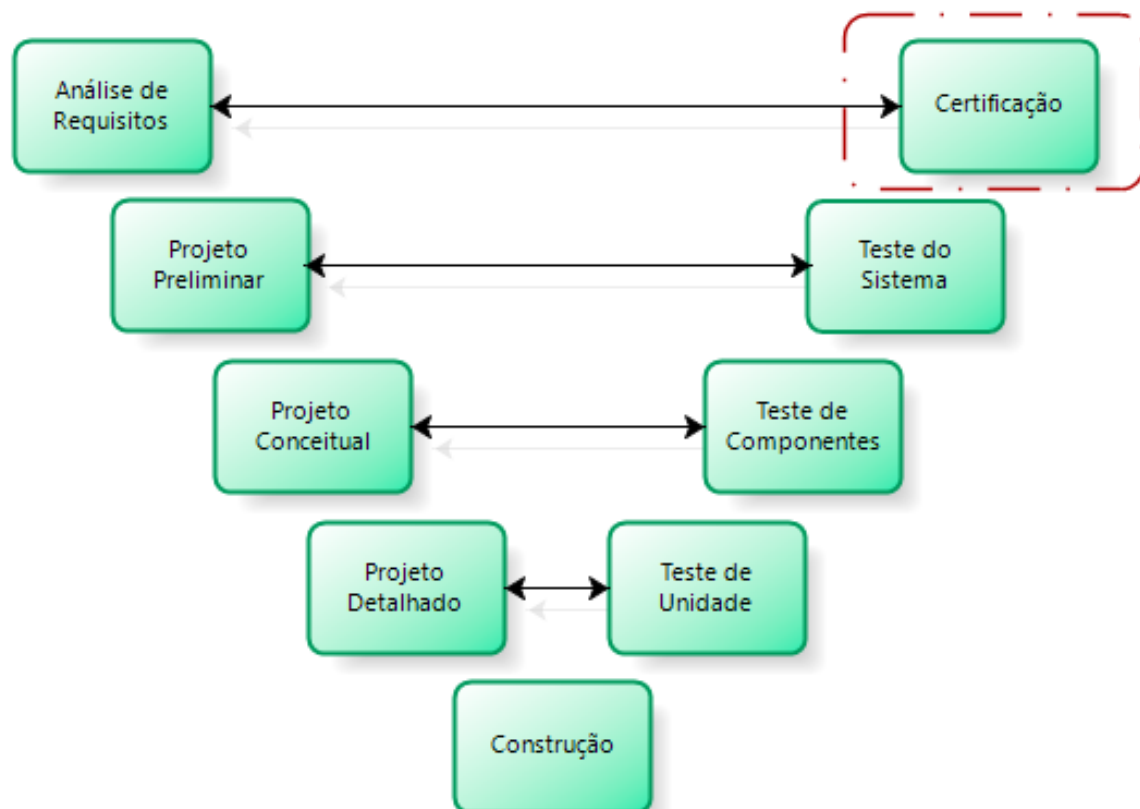 Análise de
Requisitos
Certificação
Projeto
Preliminar
Teste do
Sistema
Projeto
Conceitual
Teste de
Componentes
Projeto
Detalhado
Teste de
Unidade
Construção